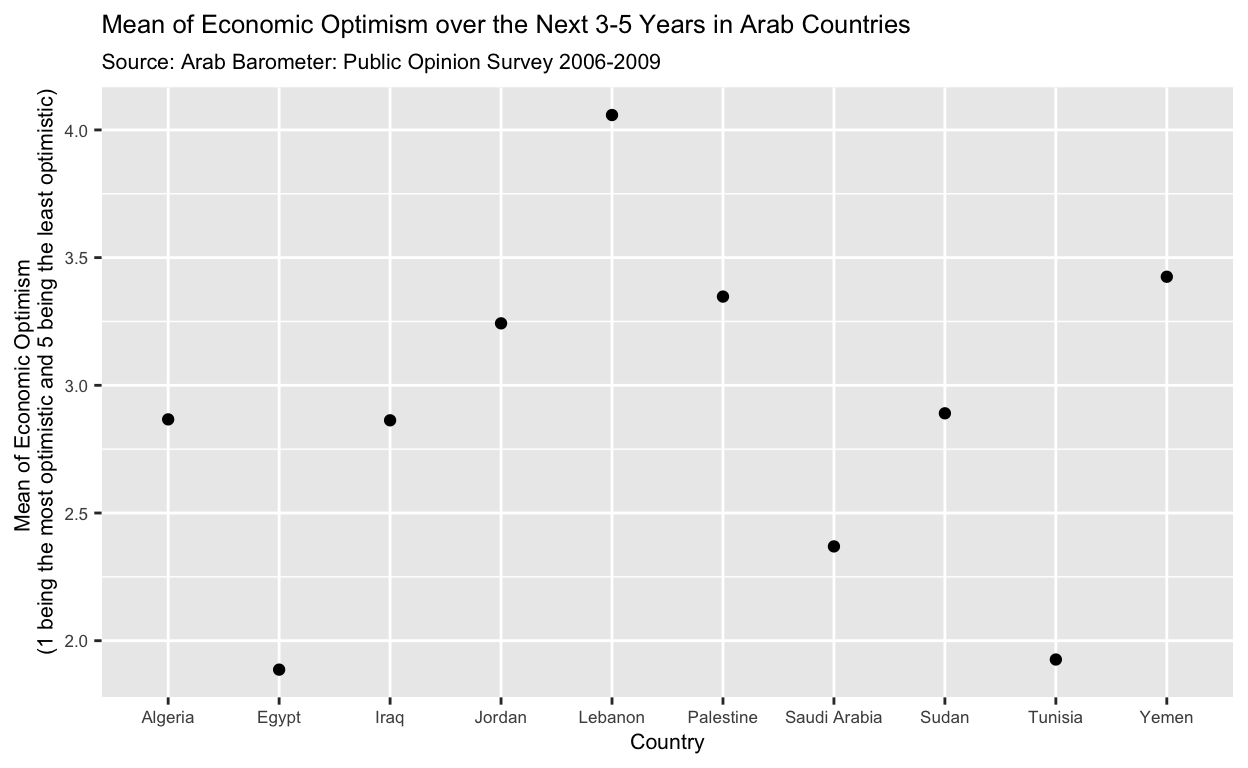 Mean of Economic Optimism over the Next 3-5 Years in Arab Countries
Source: Arab Barometer: Public Opinion Survey 2006-2009
Mean of Economic Optimism
(1 being the most optimistic and 5 being the least optimistic)
4.0
3.5
3.0
2.5
2.0
Algeria Egypt Iraq Jordan Lebanon Palestine Saudi Arabia Sudan Tunisia Yemen
Country